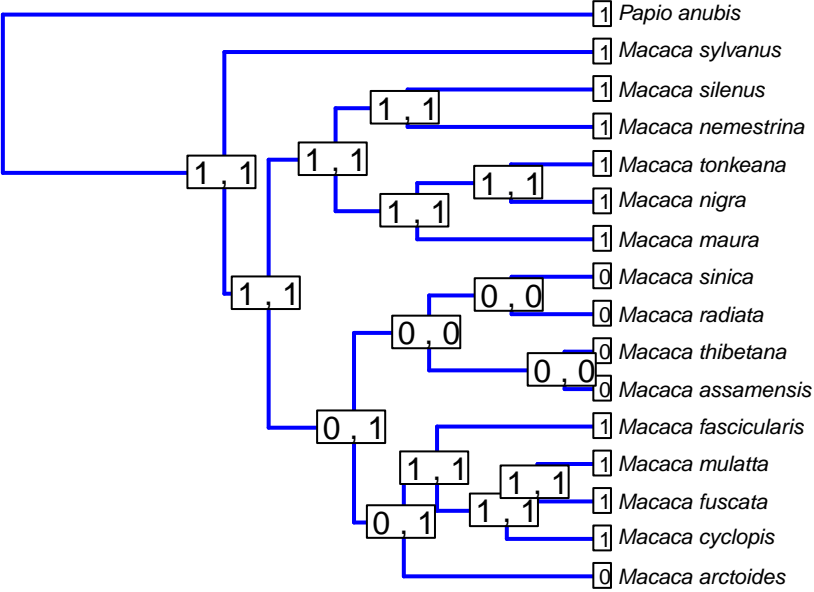 1 Papio anubis
1 Macaca sylvanus
1 Macaca silenus
1 , 1
1 Macaca nemestrina
1 , 1
1 Macaca tonkeana
1 , 1
1 , 1
1 Macaca nigra
1 , 1
1 Macaca maura
0 Macaca sinica
1 , 1
0 , 0
0 Macaca radiata
0 , 0
0 Macaca thibetana
0 , 0
0 Macaca assamensis
0 , 1
1 Macaca fascicularis
1 , 1
1 Macaca mulatta
1 , 1
1 Macaca fuscata
1 , 1
0 , 1
1 Macaca cyclopis
0 Macaca arctoides